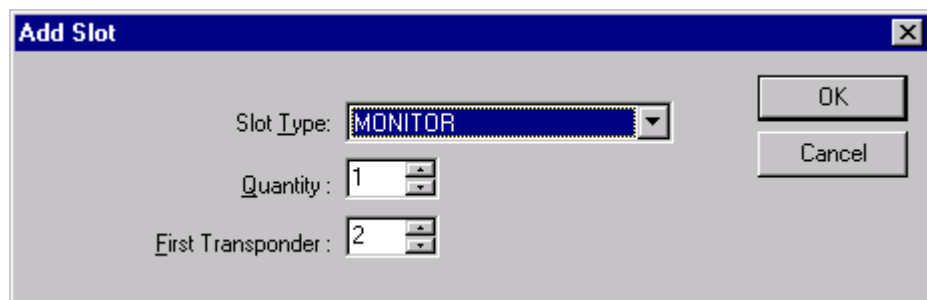 Add Slot
Slot Type: MONITOR
OK
Cancel
Quantity : 1
First Transponder : 2